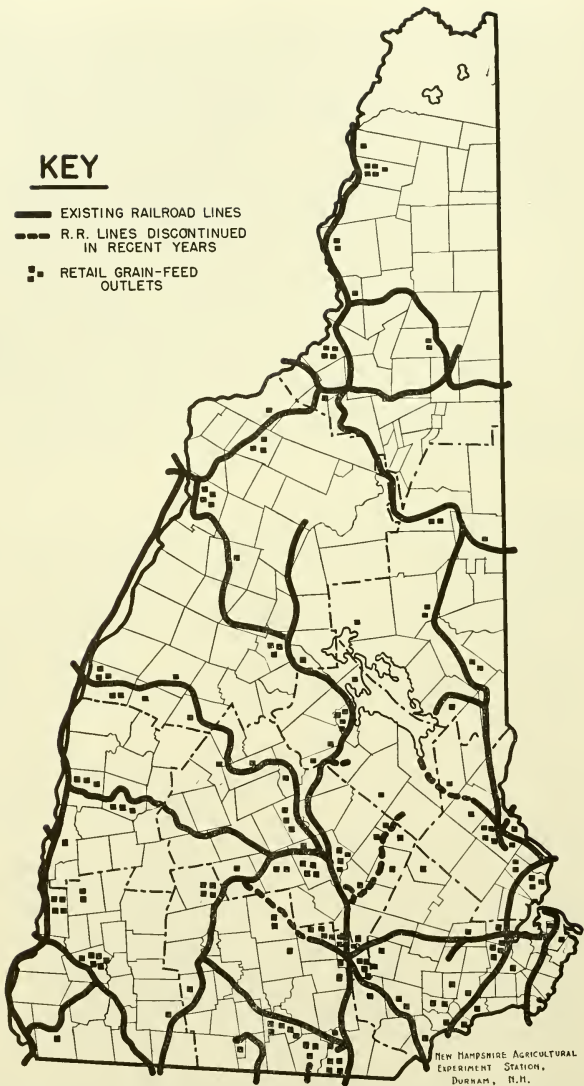 KEY
EXISTING RAILROAD LINES
R.R. LINES DISCONTINUED
IN RECENT YEARS
RETAIL GRAIN-FEED
OUTLETS
NEW HAMPSHIRE AGRICULTURAL
EXPERIMENT STATION,
DURHAM, N.H.